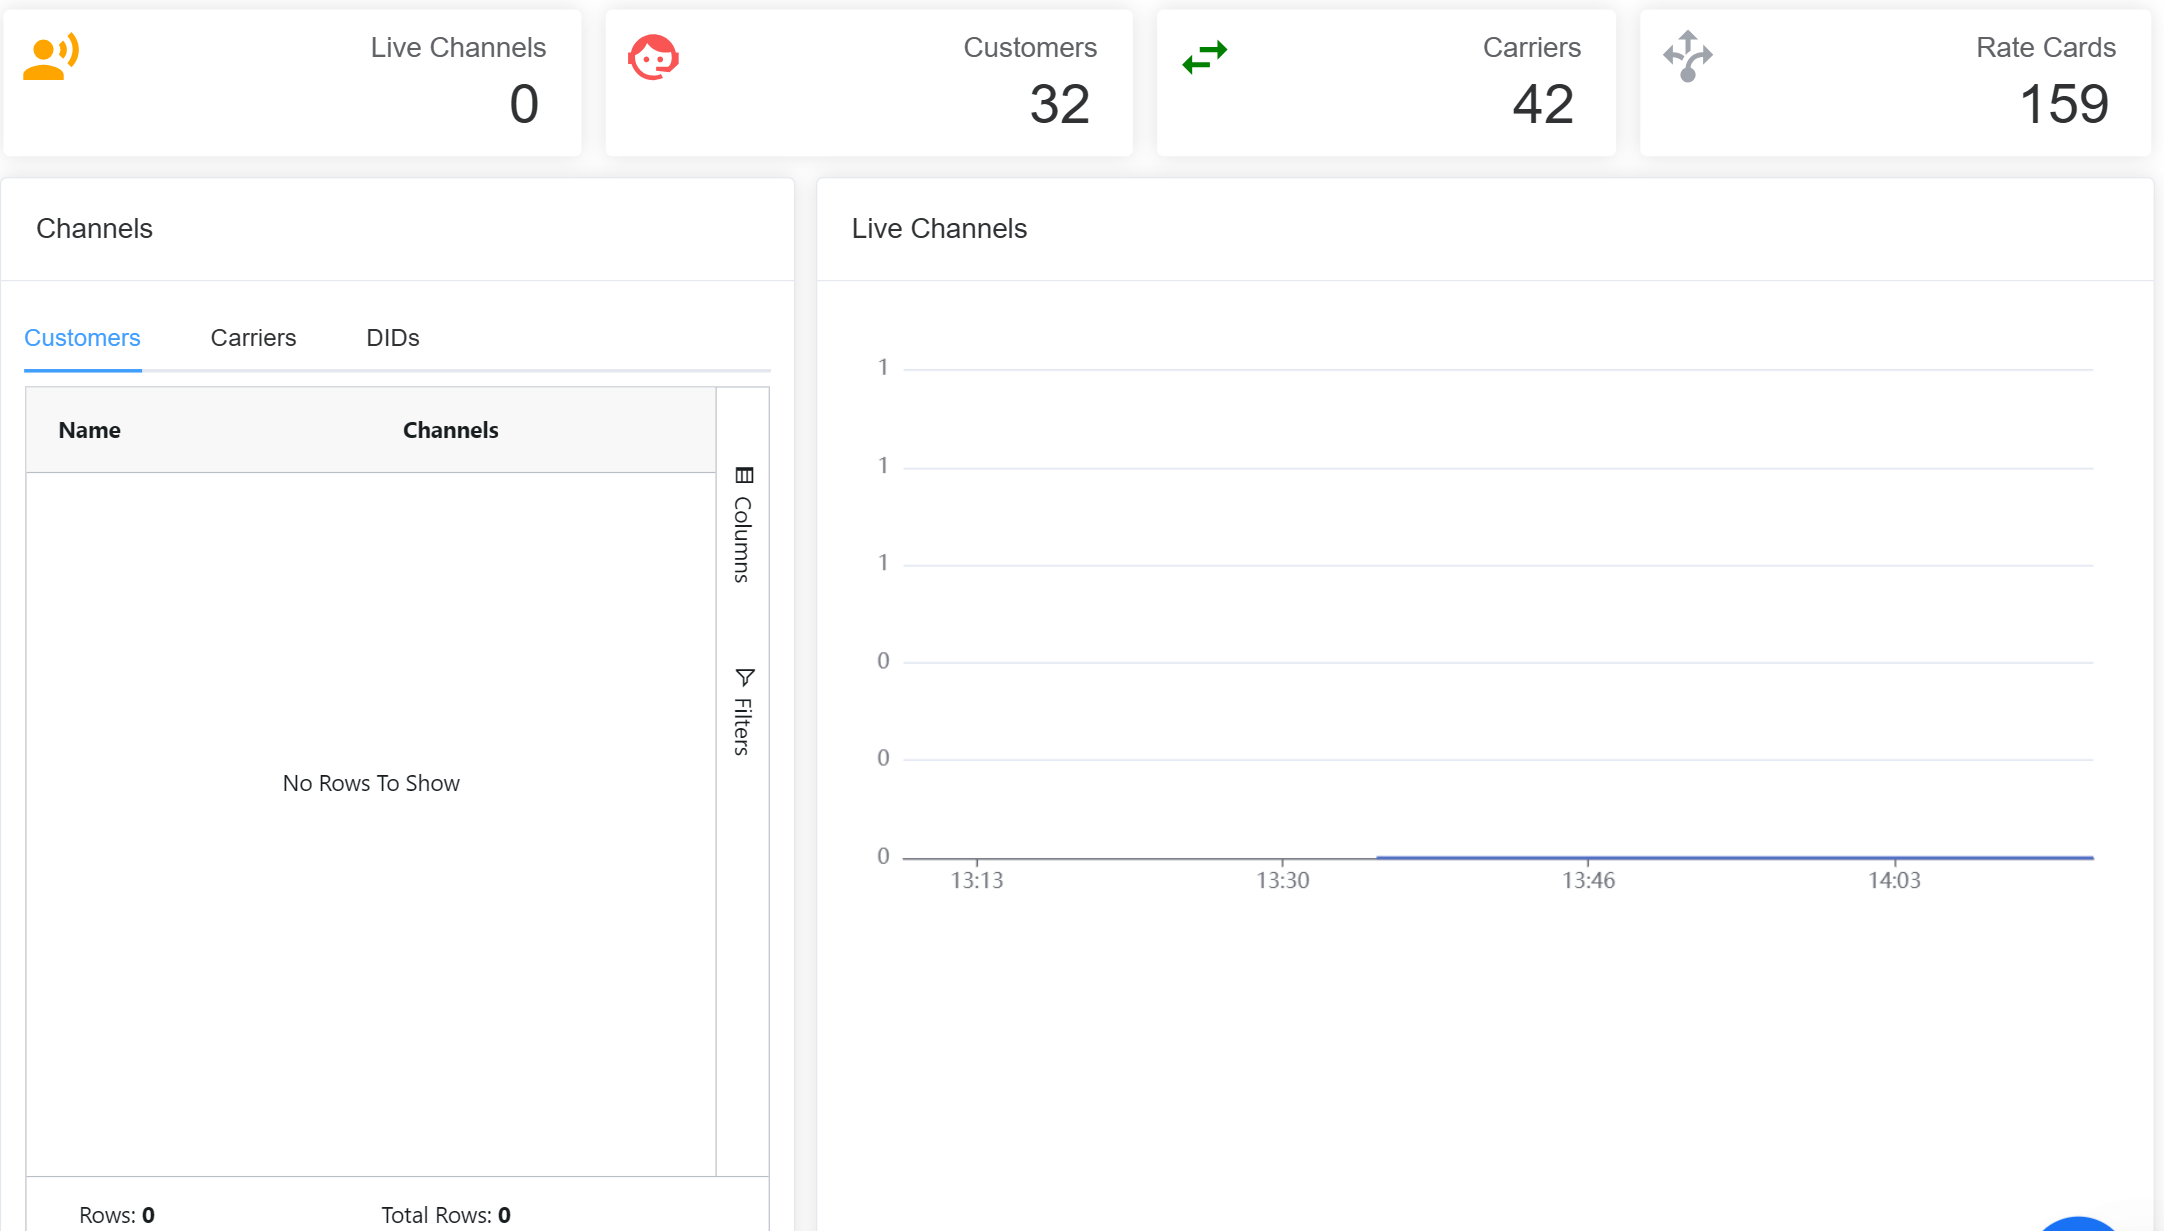 Live Channels
0
Customers
32
Carriers
42
Rate Cards
159
Channels
Customers Carriers DIDs
Name Channels
Columns
Filters
No Rows To Show
Rows: 0 Total Rows: 0
Live Channels
1
1
1
0
0
0
13:13 13:30 13:46 14:03